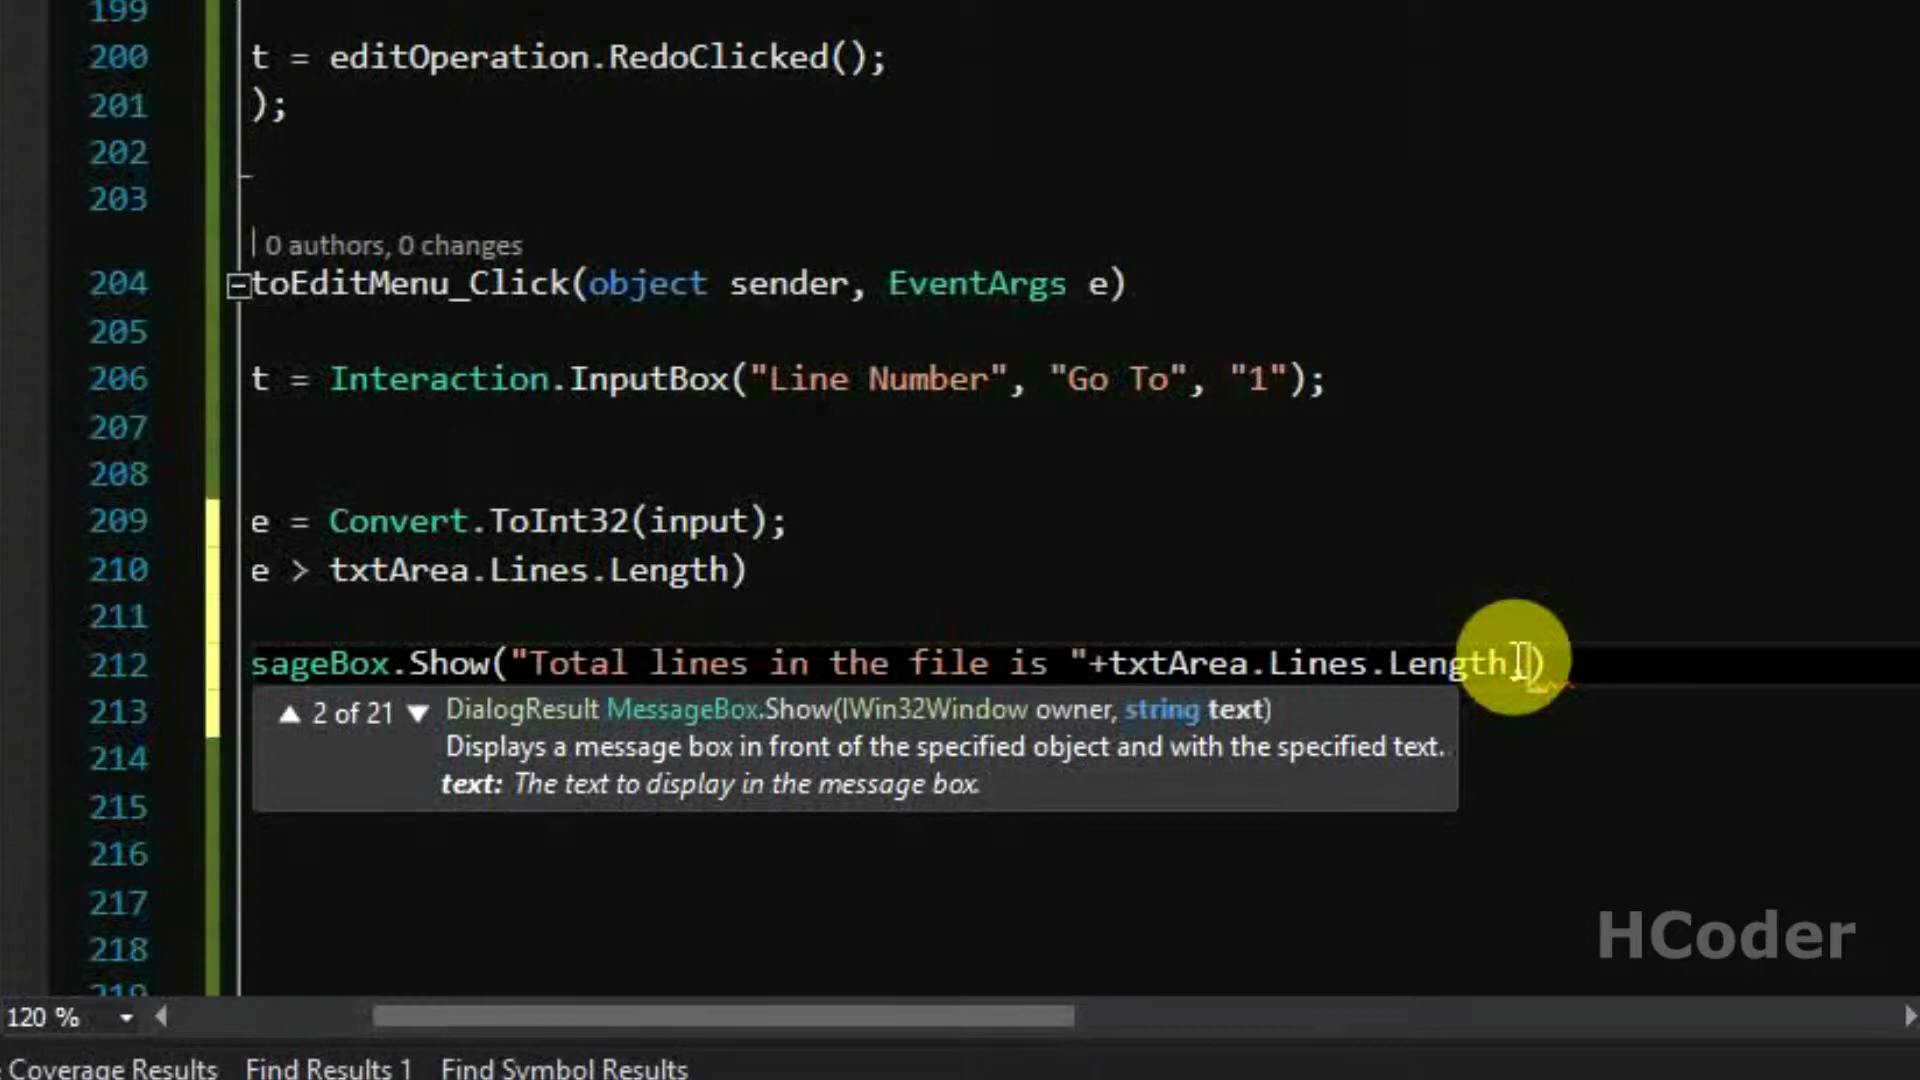 199
200 t = editOperation.RedoClicked();
201 );
202
203
0 authors, 0 changes
204 toEditMenu_Click(object sender, EventArgs e)
205
206 t = Interaction.InputBox("Line Number", "Go To", "1");
207
208
209 e = Convert.ToInt32(input);
210 e > txtArea.Lines.Length)
211
212 sageBox.Show("Total lines in the file is "+txtArea.Lines.Length)
213 ▲ 2 of 21 ▼ DialogResult MessageBox.Show(IWin32Window owner, string text)
Displays a message box in front of the specified object and with the specified text.
text: The text to display in the message box.
214
215
216
217
218
219
HCoder
120 %
Coverage Results Find Results 1 Find Symbol Results